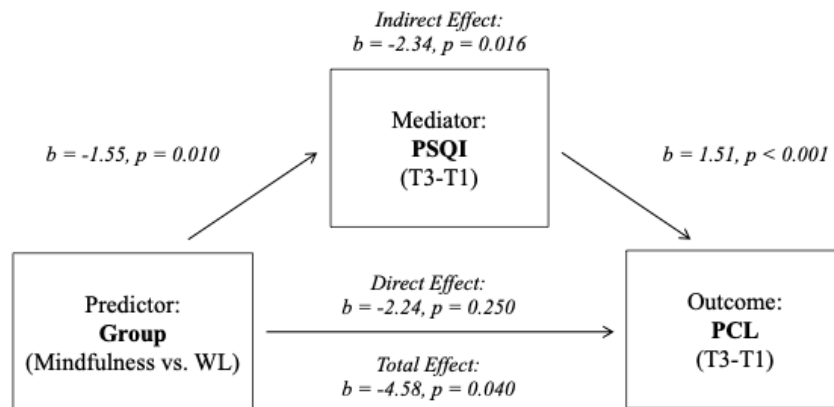 Indirect Effect:
b = -2.34, p = 0.016
Mediator:
PSQI
(T3-T1)
b = -1.55, p = 0.010
b = 1.51, p < 0.001
Predictor:
Group
(Mindfulness vs. WL)
Direct Effect:
b = -2.24, p = 0.250
Total Effect:
b = -4.58, p = 0.040
Outcome:
PCL
(T3-T1)